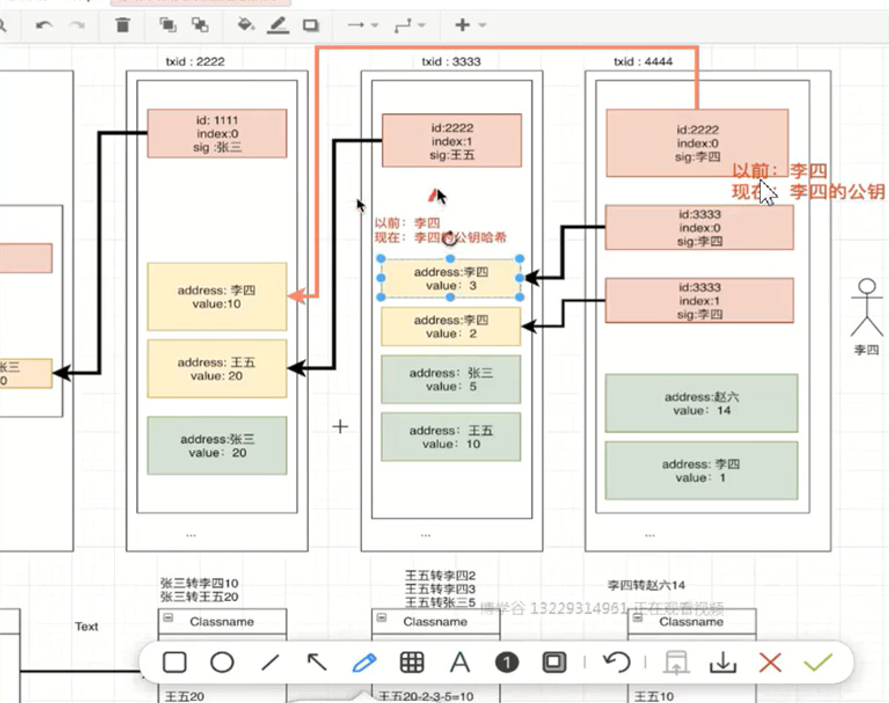 txid : 2222
txid : 3333
txid : 4444
id: 1111
index:0
sig :张三
id:2222
index:1
sig:王五
id:2222
index:0
sig:李四
以前：李四
现在：李四的公钥
id:3333
index:0
sig:李四
以前：李四
现在：李四的公钥哈希
address: 李四
value:10
address:李四
value: 3
id:3333
index:1
sig:李四
address:李四
value: 2
李四
address: 王五
value: 20
张三
0
address: 张三
value: 5
address:赵六
value: 14
address:张三
value: 20
address: 王五
value: 10
address: 李四
value: 1
...
...
...
张三转李四10
张三转王五20
王五转李四2
王五转李四3
王五转张三5
李四转赵六14
博学谷 13229314961 正在观看视频
Text
Classname
Classname
Classname
A
1
王五20
王五20-2-3-5=10
王五10